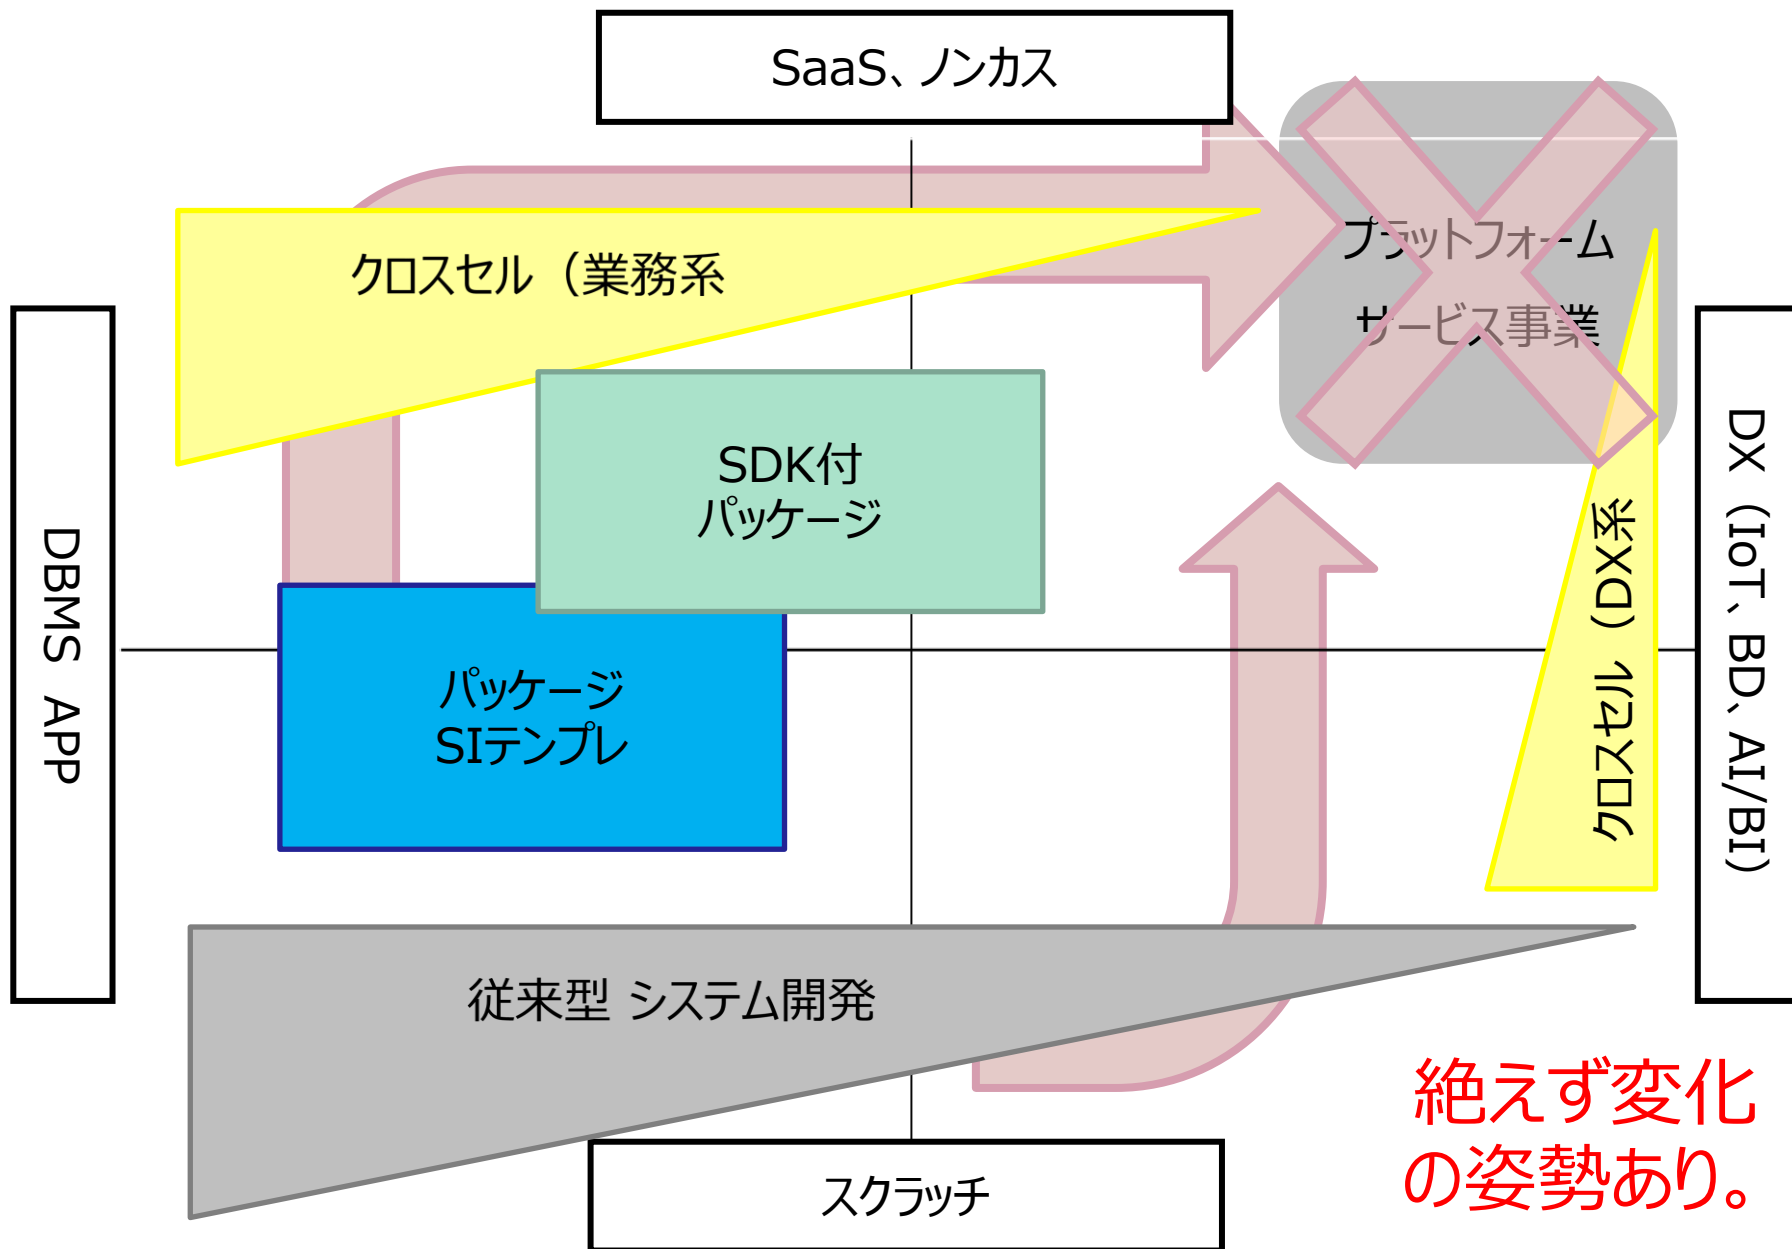 SaaS、ノンカス
プラットフォーム
サービス事業
クロスセル（業務系
SDK付
パッケージ
DBMS APP
パッケージ
SIテンプレ
クロスセル（DX系
DX（IoT、BD、AI/BI）
従来型 システム開発
絶えず変化
の姿勢あり。
スクラッチ